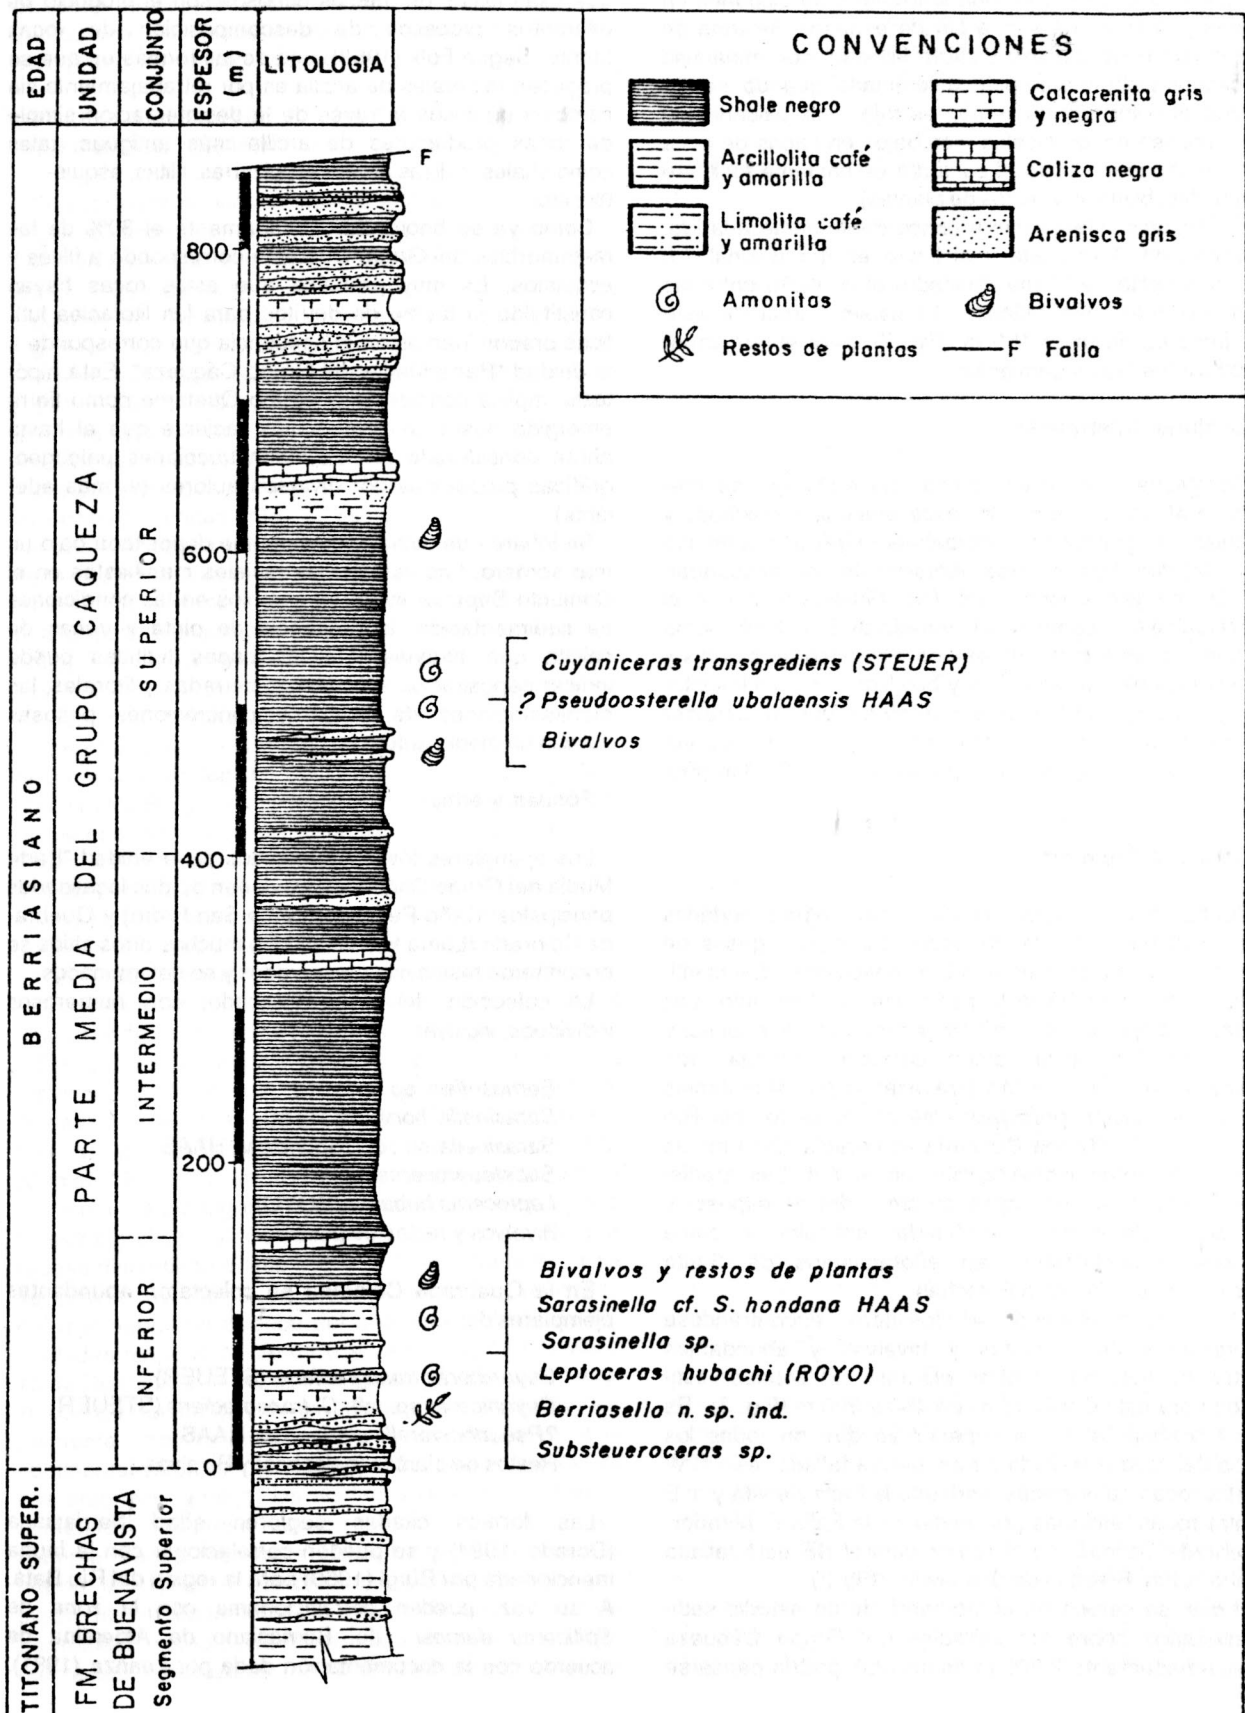 EDAD
UNIDAD
CONJUNTO
ESPESOR
(m)
LITOLOGIA
CONVENCIONES
Shale negro
Calcarenita gris
y negra
Arcillolita café
y amarilla
Caliza negra
Limolita café
y amarilla
Arenisca gris
Amonitas
Bivalvos
Restos de plantas
F Falla
F
800
600
400
200
0
BERRIASIANO
PARTE MEDIA DEL GRUPO CAQUEZA
SUPERIOR
INTERMEDIO
INFERIOR
Cuyaniceras transgrediens (STEUER)
? Pseudoosterella ubalaensis HAAS
Bivalvos
Bivalvos y restos de plantas
Sarasinella cf. S. hondana HAAS
Sarasinella sp.
Leptoceras hubachi (ROYO)
Berriasella n. sp. ind.
Substeueroceras sp.
TITONIANO SUPER.
FM. BRECHAS
DE BUENAVISTA
Segmento Superior